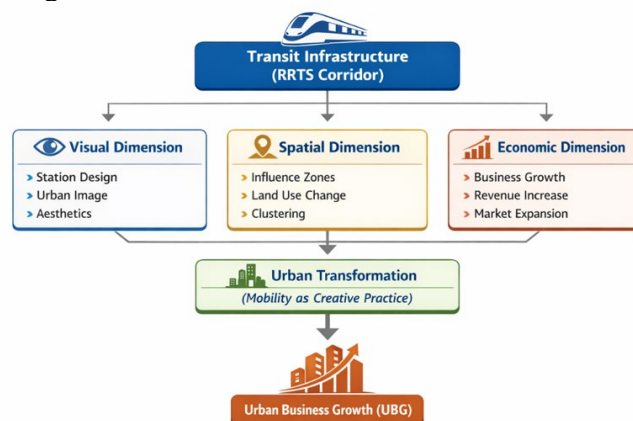 Transit Infrastructure
(RRTS Corridor)
Visual Dimension
> Station Design
> Urban Image
> Aesthetics
Spatial Dimension
> Influence Zones
> Land Use Change
> Clustering
Economic Dimension
> Business Growth
> Revenue Increase
> Market Expansion
Urban Transformation
(Mobility as Creative Practice)
Urban Business Growth (UBG)